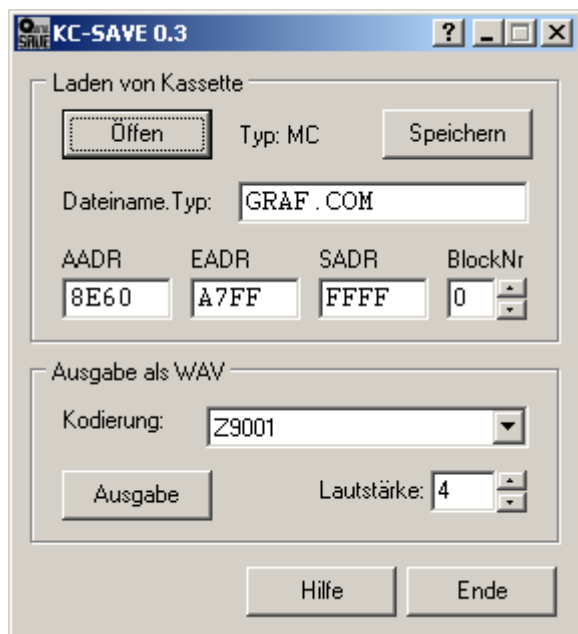 KC-SAVE 0.3
Laden von Kassette
Öffen Typ: MC Speichern
Dateiname.Typ: GRAF.COM
AADR EADR SADR BlockNr
8E60 A7FF FFFF 0
Ausgabe als WAV
Kodierung: Z9001
Ausgabe Lautstärke: 4
Hilfe Ende